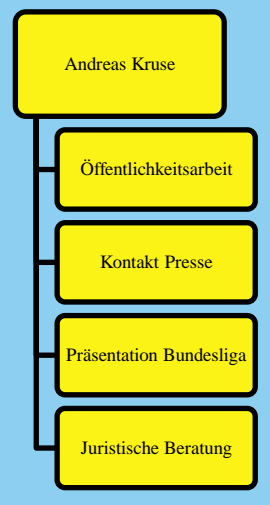 Andreas Kruse
Öffentlichkeitsarbeit
Kontakt Presse
Präsentation Bundesliga
Juristische Beratung